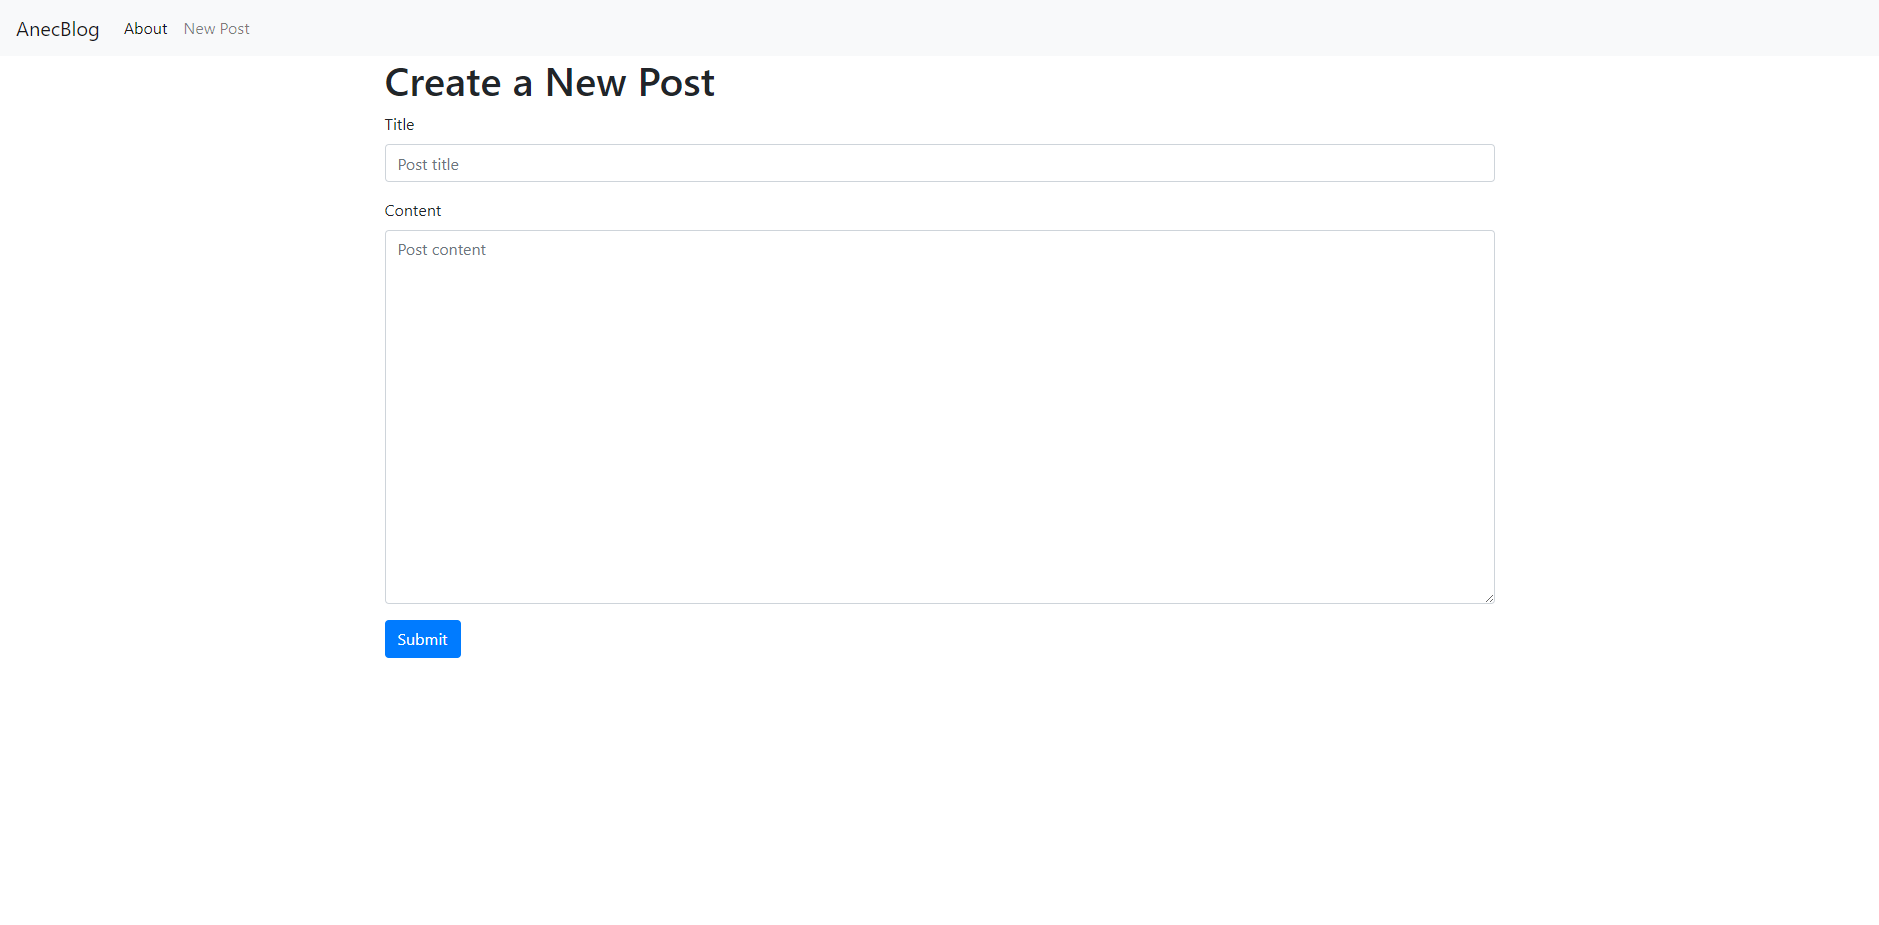 AnecBlog About New Post
Create a New Post
Title
Post title
Content
Post content
Submit